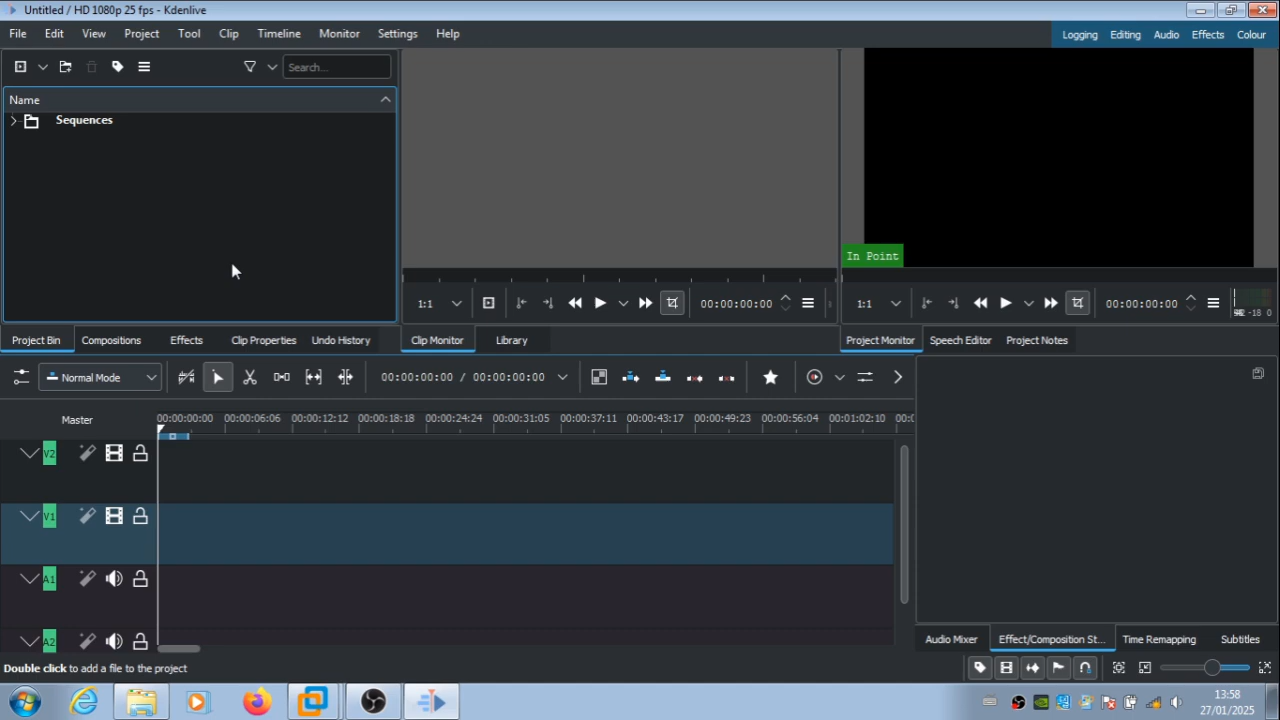 Untitled / HD 1080p 25 fps - Kdenlive
File Edit View Project Tool Clip Timeline Monitor Settings Help
Logging Editing Audio Effects Colour
Search...
Name
Sequences
In Point
1:1 00:00:00:00
1:1 00:00:00:00
-18 0
Project Bin Compositions Effects Clip Properties Undo History
Clip Monitor Library
Project Monitor Speech Editor Project Notes
Normal Mode 00:00:00:00 / 00:00:00:00
Master 00:00:00:00 00:00:06:06 00:00:12:12 00:00:18:18 00:00:24:24 00:00:31:05 00:00:37:11 00:00:43:17 00:00:49:23 00:00:56:04 00:01:02:10 00:0
V2
V1
A1
A2
Audio Mixer Effect/Composition St... Time Remapping Subtitles
Double click to add a file to the project
13:58
27/01/2025